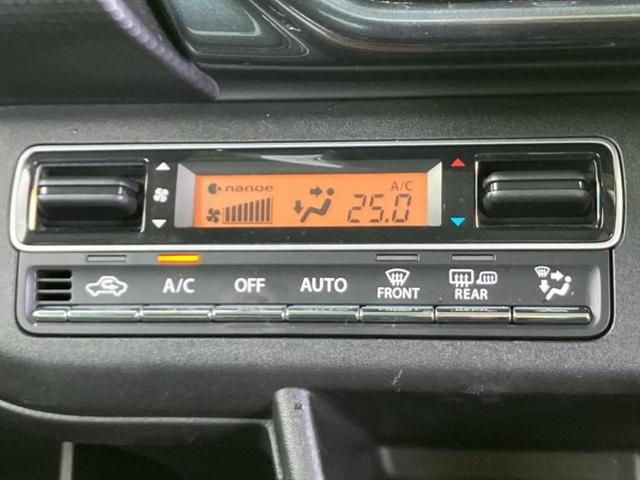 nanoe A/C
25.0
A/C OFF AUTO FRONT REAR